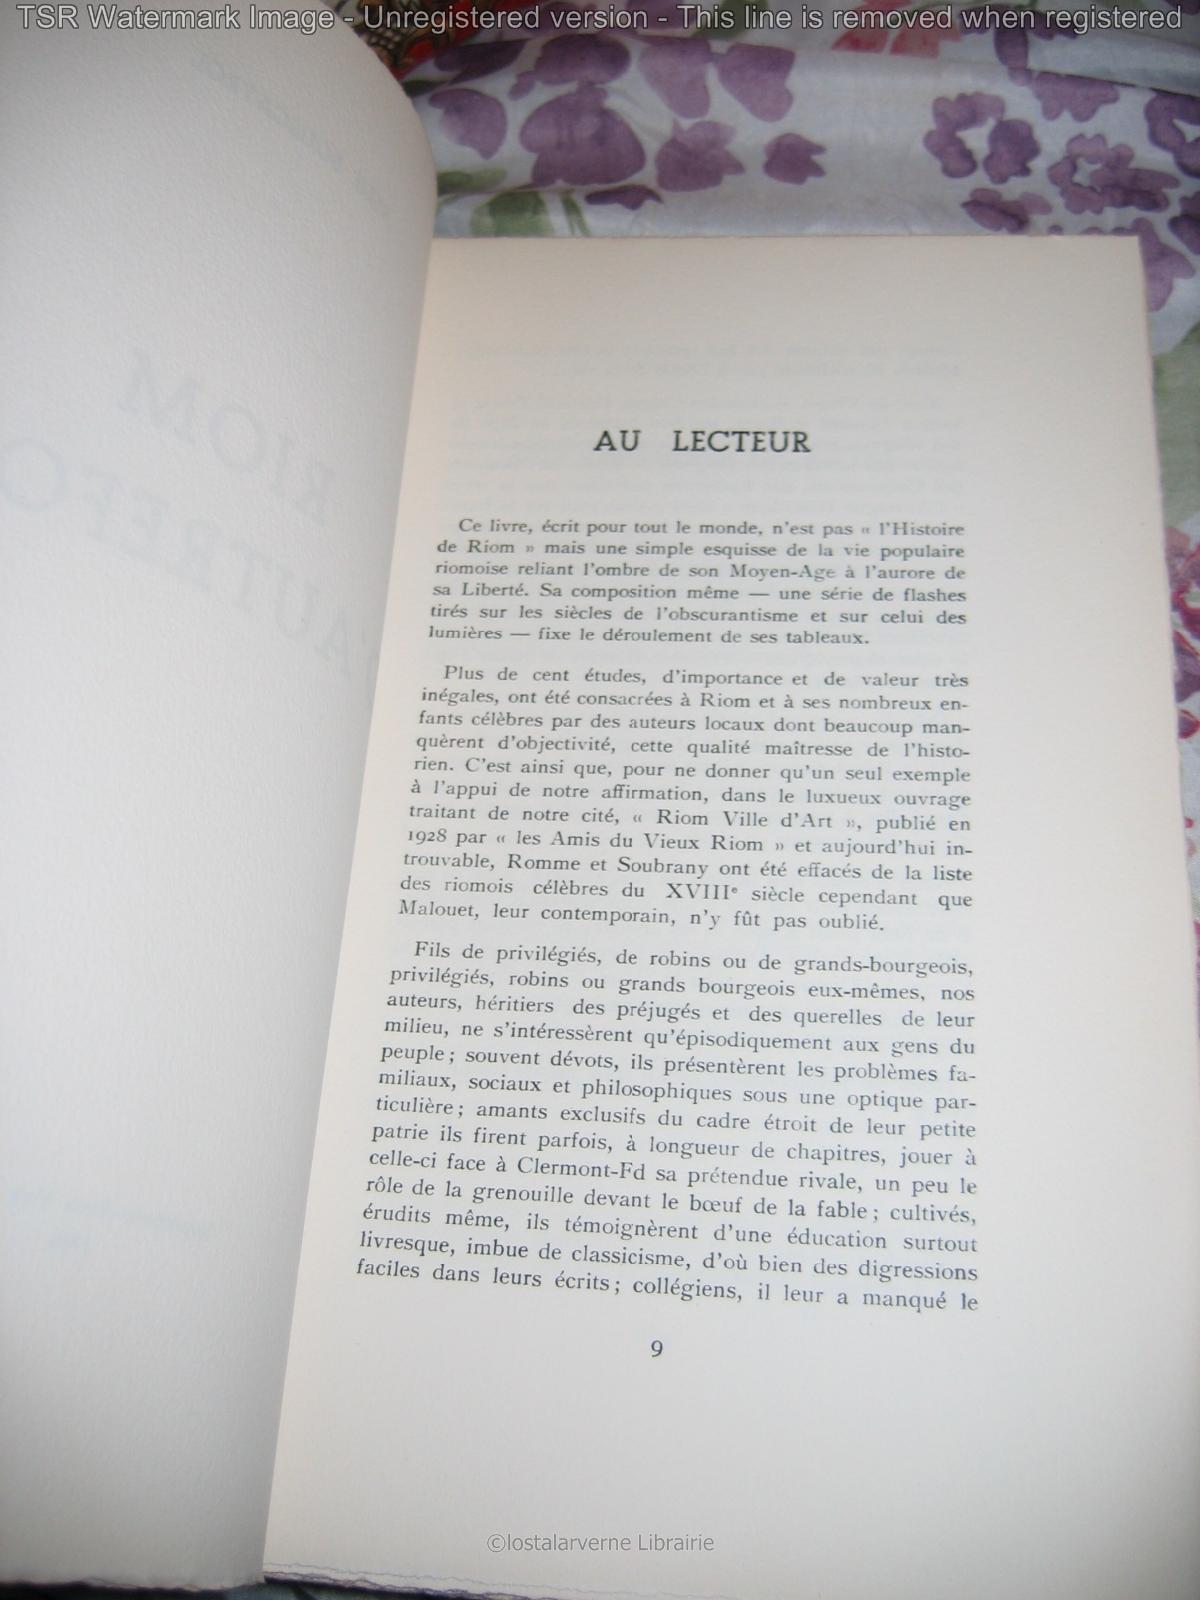 TSR Watermark Image - Unregistered version - This line is removed when registered
RIOM
AU LECTEUR
Ce livre, écrit pour tout le monde, n'est pas « l'Histoire
de Riom » mais une simple esquisse de la vie populaire
riomoise reliant l'ombre de son Moyen-Age à l'aurore de
sa Liberté. Sa composition même — une série de flashes
tirés sur les siècles de l'obscurantisme et sur celui des
lumières — fixe le déroulement de ses tableaux.
Plus de cent études, d'importance et de valeur très
inégales, ont été consacrées à Riom et à ses nombreux en-
fants célèbres par des auteurs locaux dont beaucoup man-
quèrent d'objectivité, cette qualité maîtresse de l'histo-
rien. C'est ainsi que, pour ne donner qu'un seul exemple
à l'appui de notre affirmation, dans le luxueux ouvrage
traitant de notre cité, « Riom Ville d'Art », publié en
1928 par « les Amis du Vieux Riom » et aujourd'hui in-
trouvable, Romme et Soubrany ont été effacés de la liste
des riomois célèbres du XVIIIe siècle cependant que
Malouet, leur contemporain, n'y fût pas oublié.
Fils de privilégiés, de robins ou de grands-bourgeois,
privilégiés, robins ou grands bourgeois eux-mêmes, nos
auteurs, héritiers des préjugés et des querelles de leur
milieu, ne s'intéressèrent qu'épisodiquement aux gens du
peuple ; souvent dévots, ils présentèrent les problèmes fa-
miliaux, sociaux et philosophiques sous une optique par-
ticulière ; amants exclusifs du cadre étroit de leur petite
patrie ils firent parfois, à longueur de chapitres, jouer à
celle-ci face à Clermont-Fd sa prétendue rivale, un peu le
rôle de la grenouille devant le bœuf de la fable ; cultivés,
érudits même, ils témoignèrent d'une éducation surtout
livresque, imbue de classicisme, d'où bien des digressions
faciles dans leurs écrits ; collégiens, il leur a manqué le
9
©lostalarverne Librairie